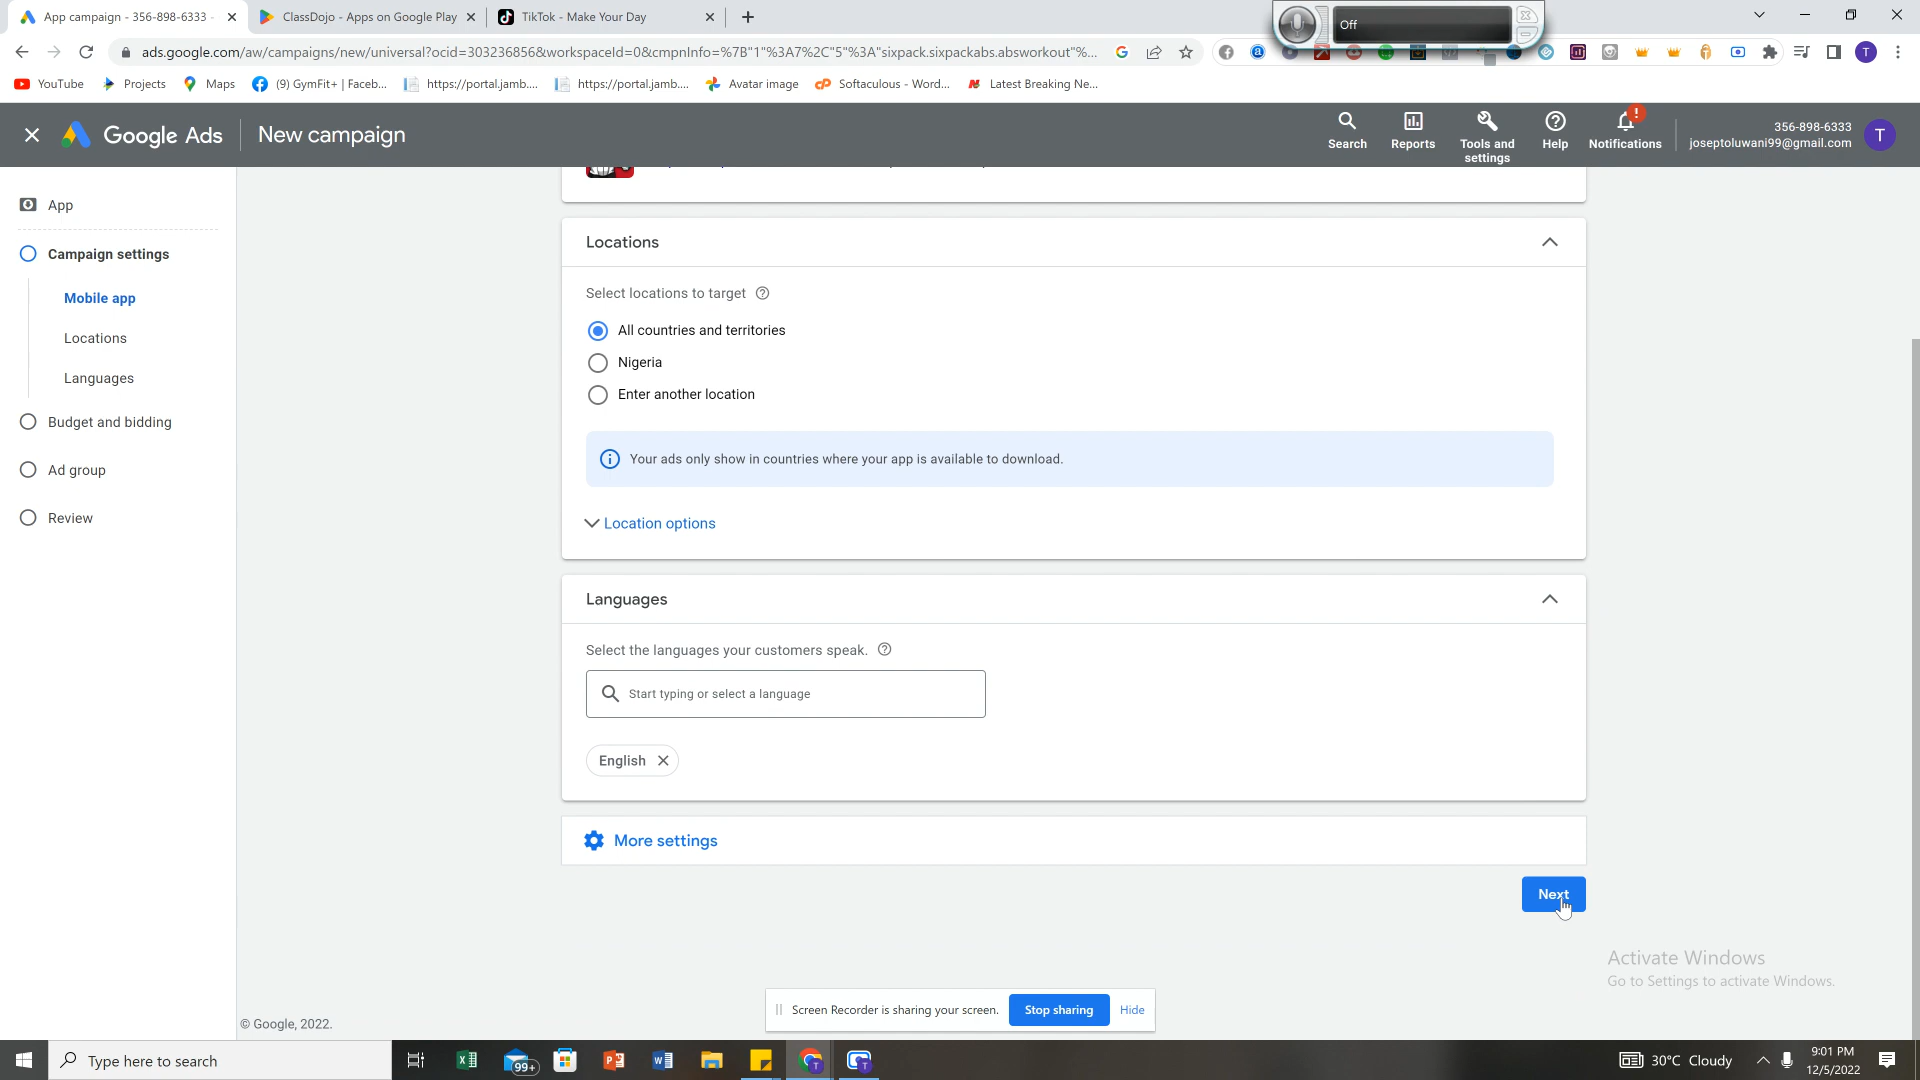 App campaign - 356-898-6333 -
ClassDojo - Apps on Google Play
TikTok - Make Your Day
Off
ads.google.com/aw/campaigns/new/universal?ocid=303236856&workspaceId=0&cmpnInfo=%7B"1"%3A7%2C"5"%3A"sixpack.sixpackabs.absworkout"%...
T
YouTube
Projects
Maps
(9) GymFit+ | Faceb...
https://portal.jamb....
https://portal.jamb....
Avatar image
Softaculous - Word...
Latest Breaking Ne...
Google Ads
New campaign
Search
Reports
Tools and
settings
Help
!
Notifications
356-898-6333
joseptoluwani99@gmail.com
T
App
Campaign settings
Mobile app
Locations
Languages
Budget and bidding
Ad group
Review
Locations
Select locations to target
All countries and territories
Nigeria
Enter another location
Your ads only show in countries where your app is available to download.
Location options
Languages
Select the languages your customers speak.
Start typing or select a language
English
More settings
Next
Activate Windows
Go to Settings to activate Windows.
Screen Recorder is sharing your screen.
Stop sharing
Hide
© Google, 2022.
Type here to search
99+
30°C Cloudy
9:01 PM
12/5/2022